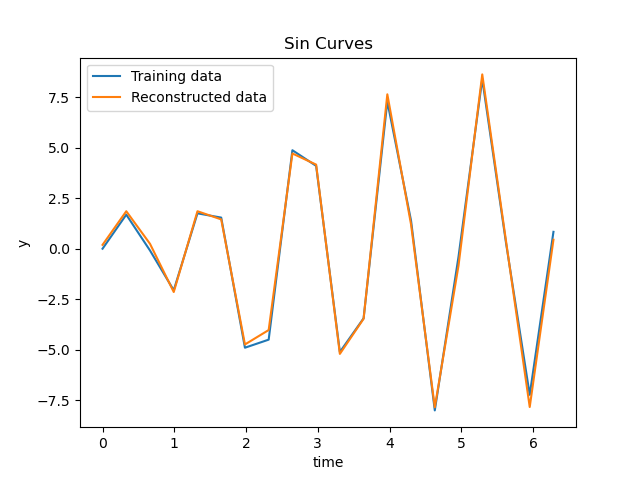 Sin Curves
Training data
Reconstructed data
7.5
5.0
2.5
0.0
−2.5
−5.0
−7.5
y
0 1 2 3 4 5 6
time